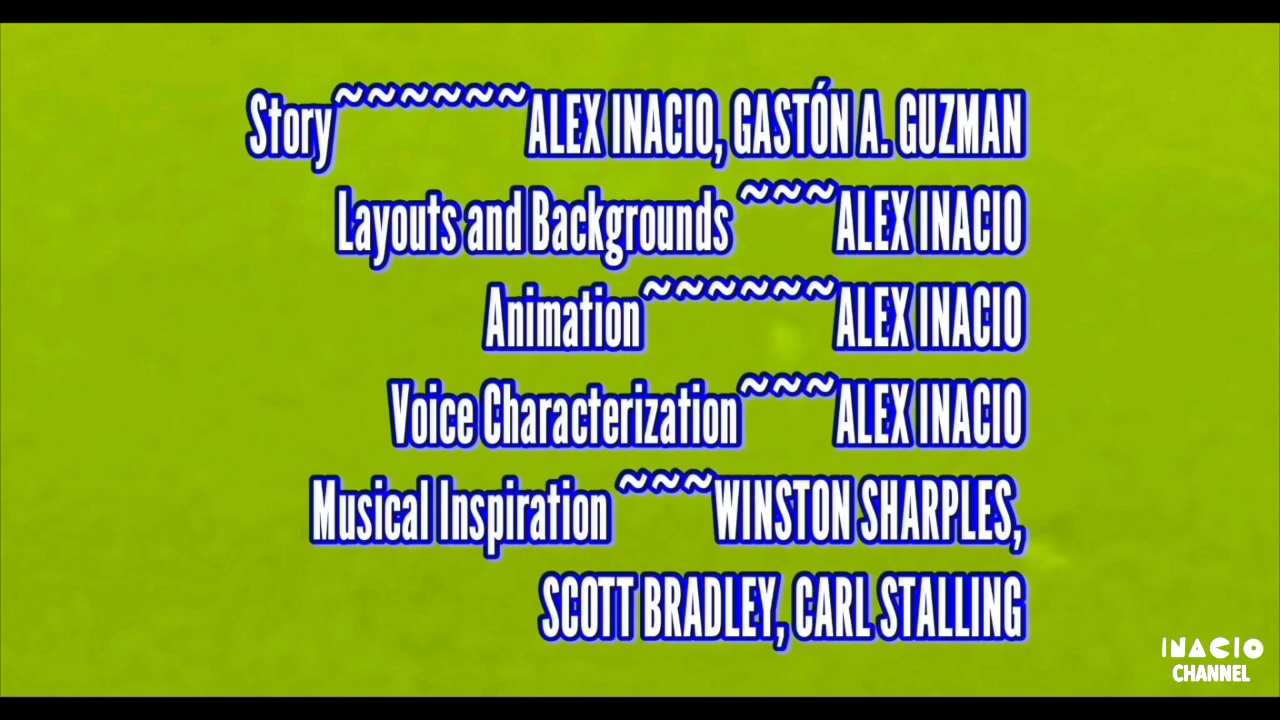 Story~~~~~~ALEX INACIO, GASTÓN A. GUZMAN
Layouts and Backgrounds ~~~ALEX INACIO
Animation~~~~~~ALEX INACIO
Voice Characterization~~~ALEX INACIO
Musical Inspiration ~~~WINSTON SHARPLES,
SCOTT BRADLEY, CARL STALLING
INACIO
CHANNEL